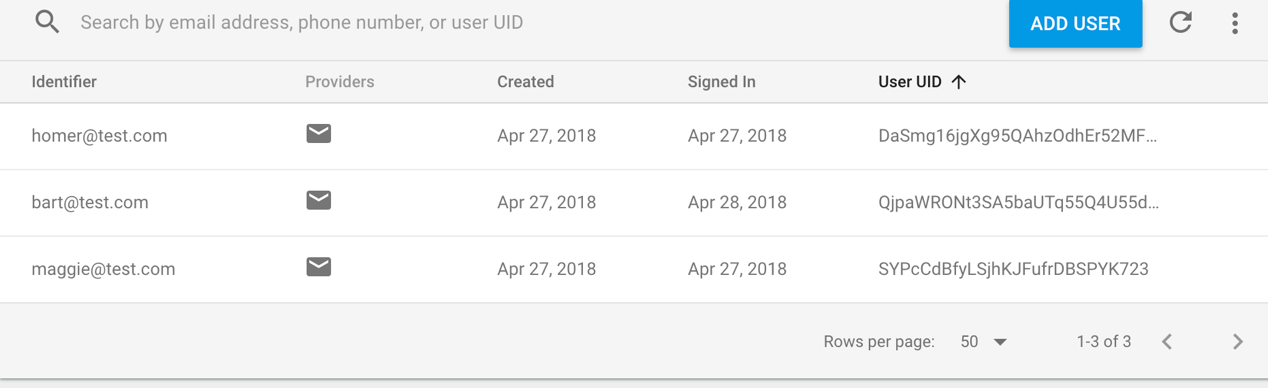 Search by email address, phone number, or user UID ADD USER
Identifier Providers Created Signed In User UID
homer@test.com Apr 27, 2018 Apr 27, 2018 DaSmg16jgXg95QAhzOdhEr52MF...
bart@test.com Apr 27, 2018 Apr 28, 2018 QjpaWRONt3SA5baUTq55Q4U55d...
maggie@test.com Apr 27, 2018 Apr 27, 2018 SYPcCdBfyLSjhKJFufrDBSPYK723
Rows per page: 50 1-3 of 3